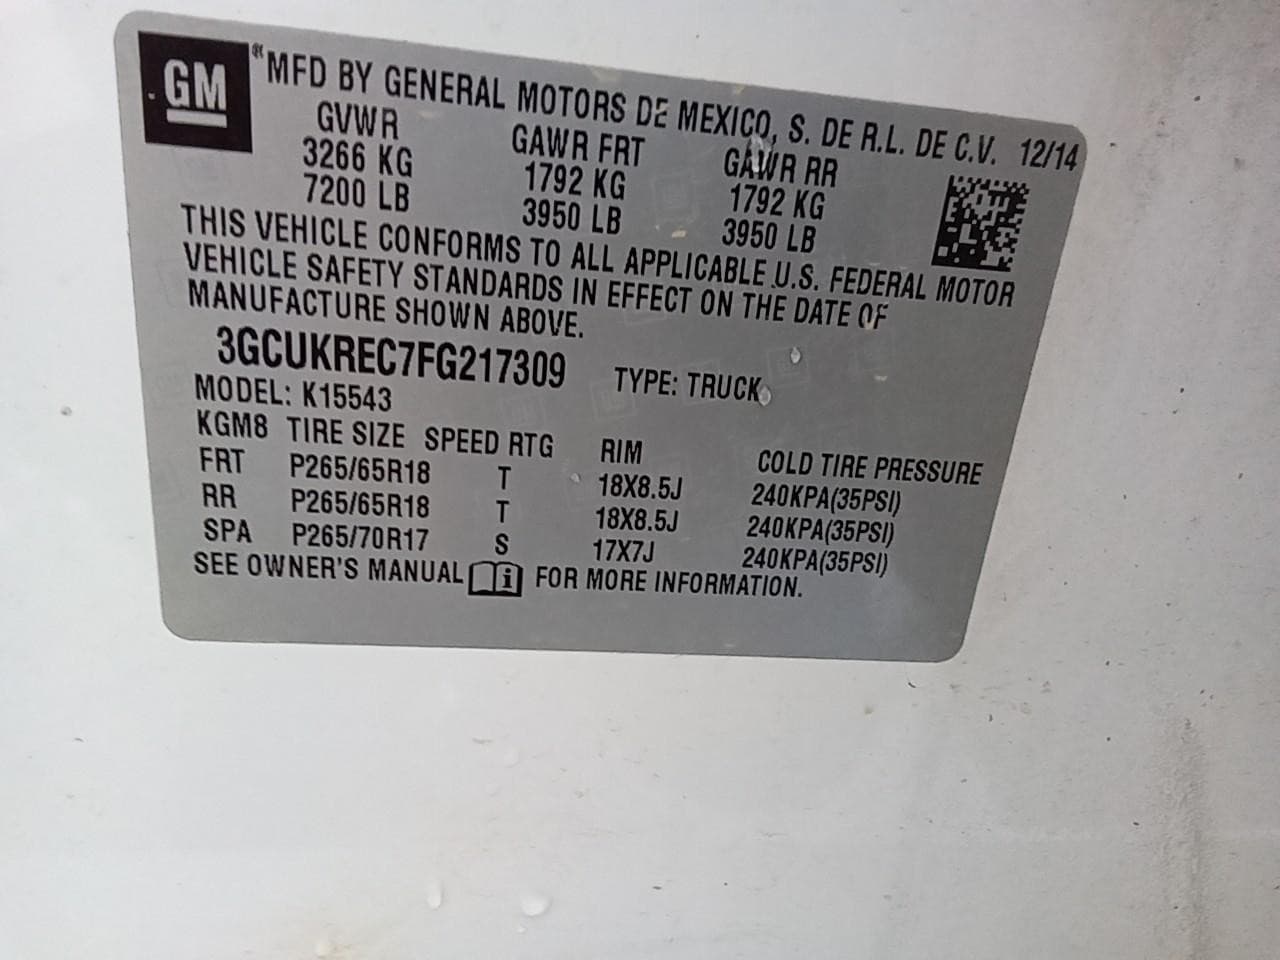 GM ® MFD BY GENERAL MOTORS DE MEXICO, S. DE R.L. DE C.V. 12/14
GVWR GAWR FRT GAWR RR
3266 KG 1792 KG 1792 KG
7200 LB 3950 LB 3950 LB
THIS VEHICLE CONFORMS TO ALL APPLICABLE U.S. FEDERAL MOTOR
VEHICLE SAFETY STANDARDS IN EFFECT ON THE DATE OF
MANUFACTURE SHOWN ABOVE.
3GCUKREC7FG217309 TYPE: TRUCK
MODEL: K15543
KGM8 TIRE SIZE SPEED RTG RIM COLD TIRE PRESSURE
FRT P265/65R18 T 18X8.5J 240KPA(35PSI)
RR P265/65R18 T 18X8.5J 240KPA(35PSI)
SPA P265/70R17 S 17X7J 240KPA(35PSI)
SEE OWNER'S MANUAL i FOR MORE INFORMATION.